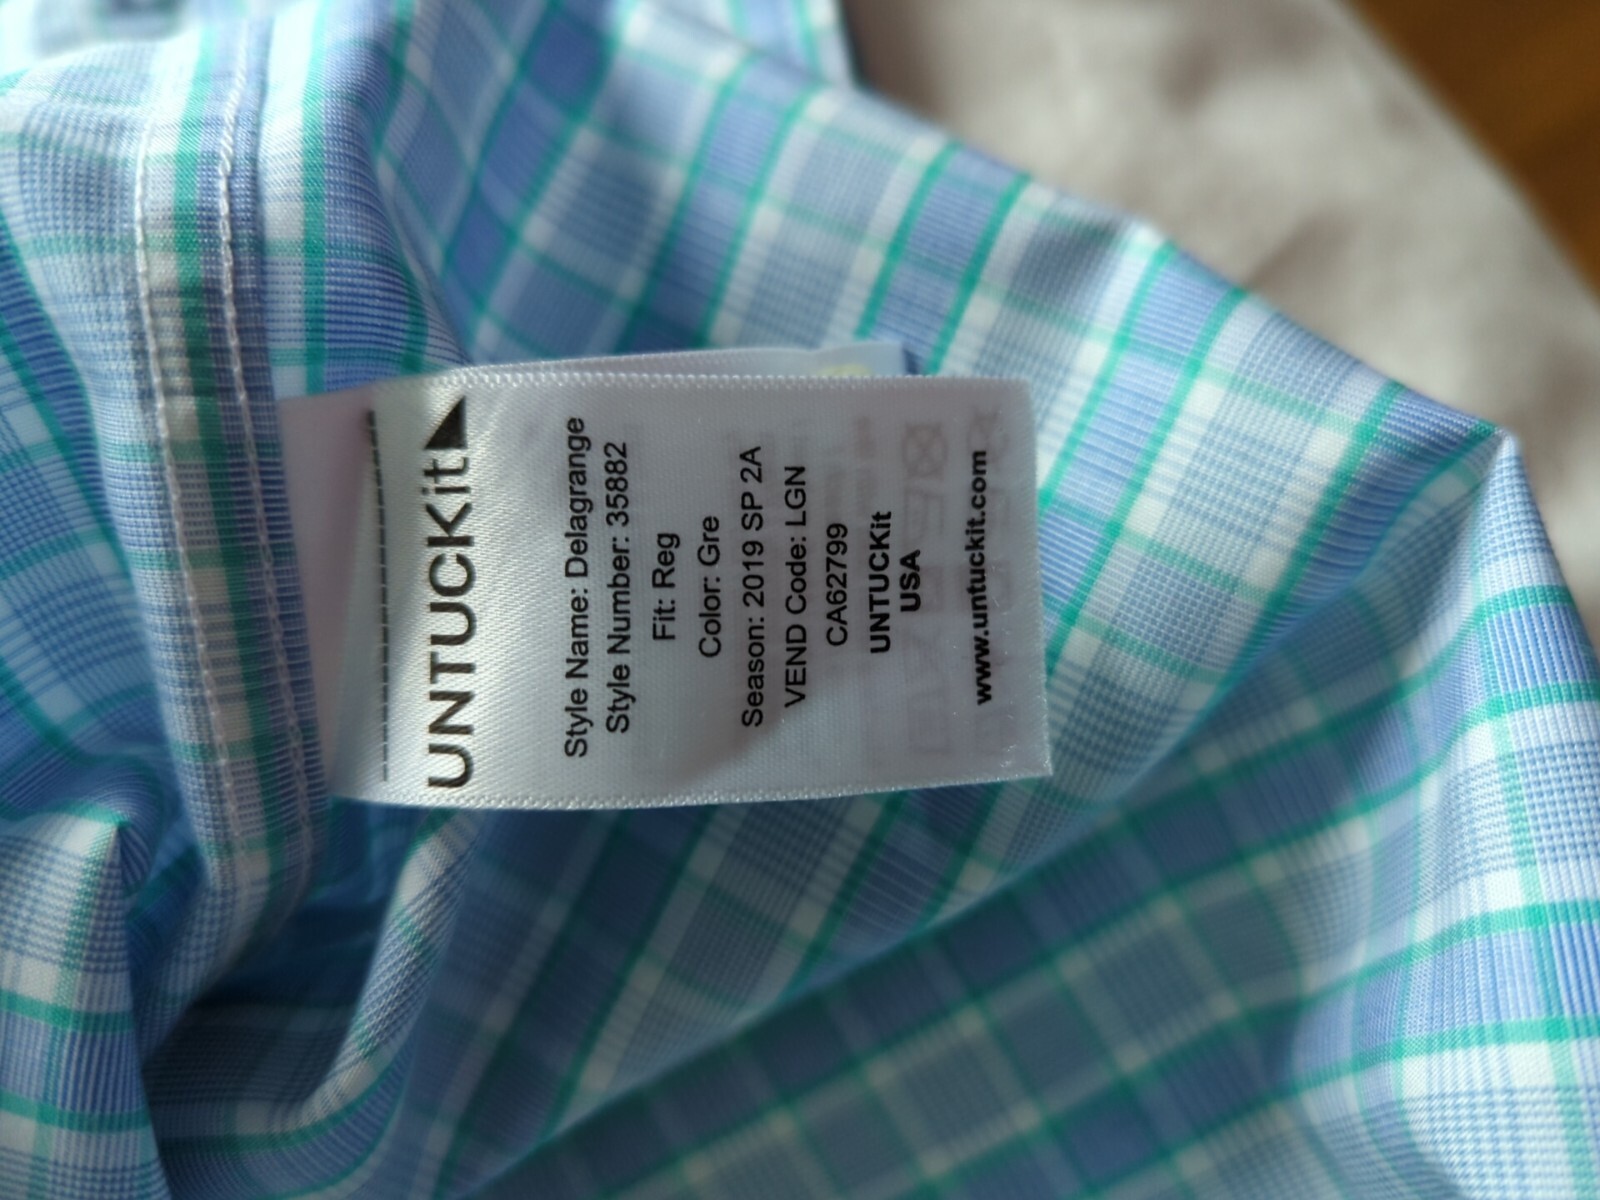 UNTUCKit
Style Name: Delagrange
Style Number: 35882
Fit: Reg
Color: Gre
Season: 2019 SP 2A
VEND Code: LGN
CA62799
UNTUCKit
USA
www.untuckit.com